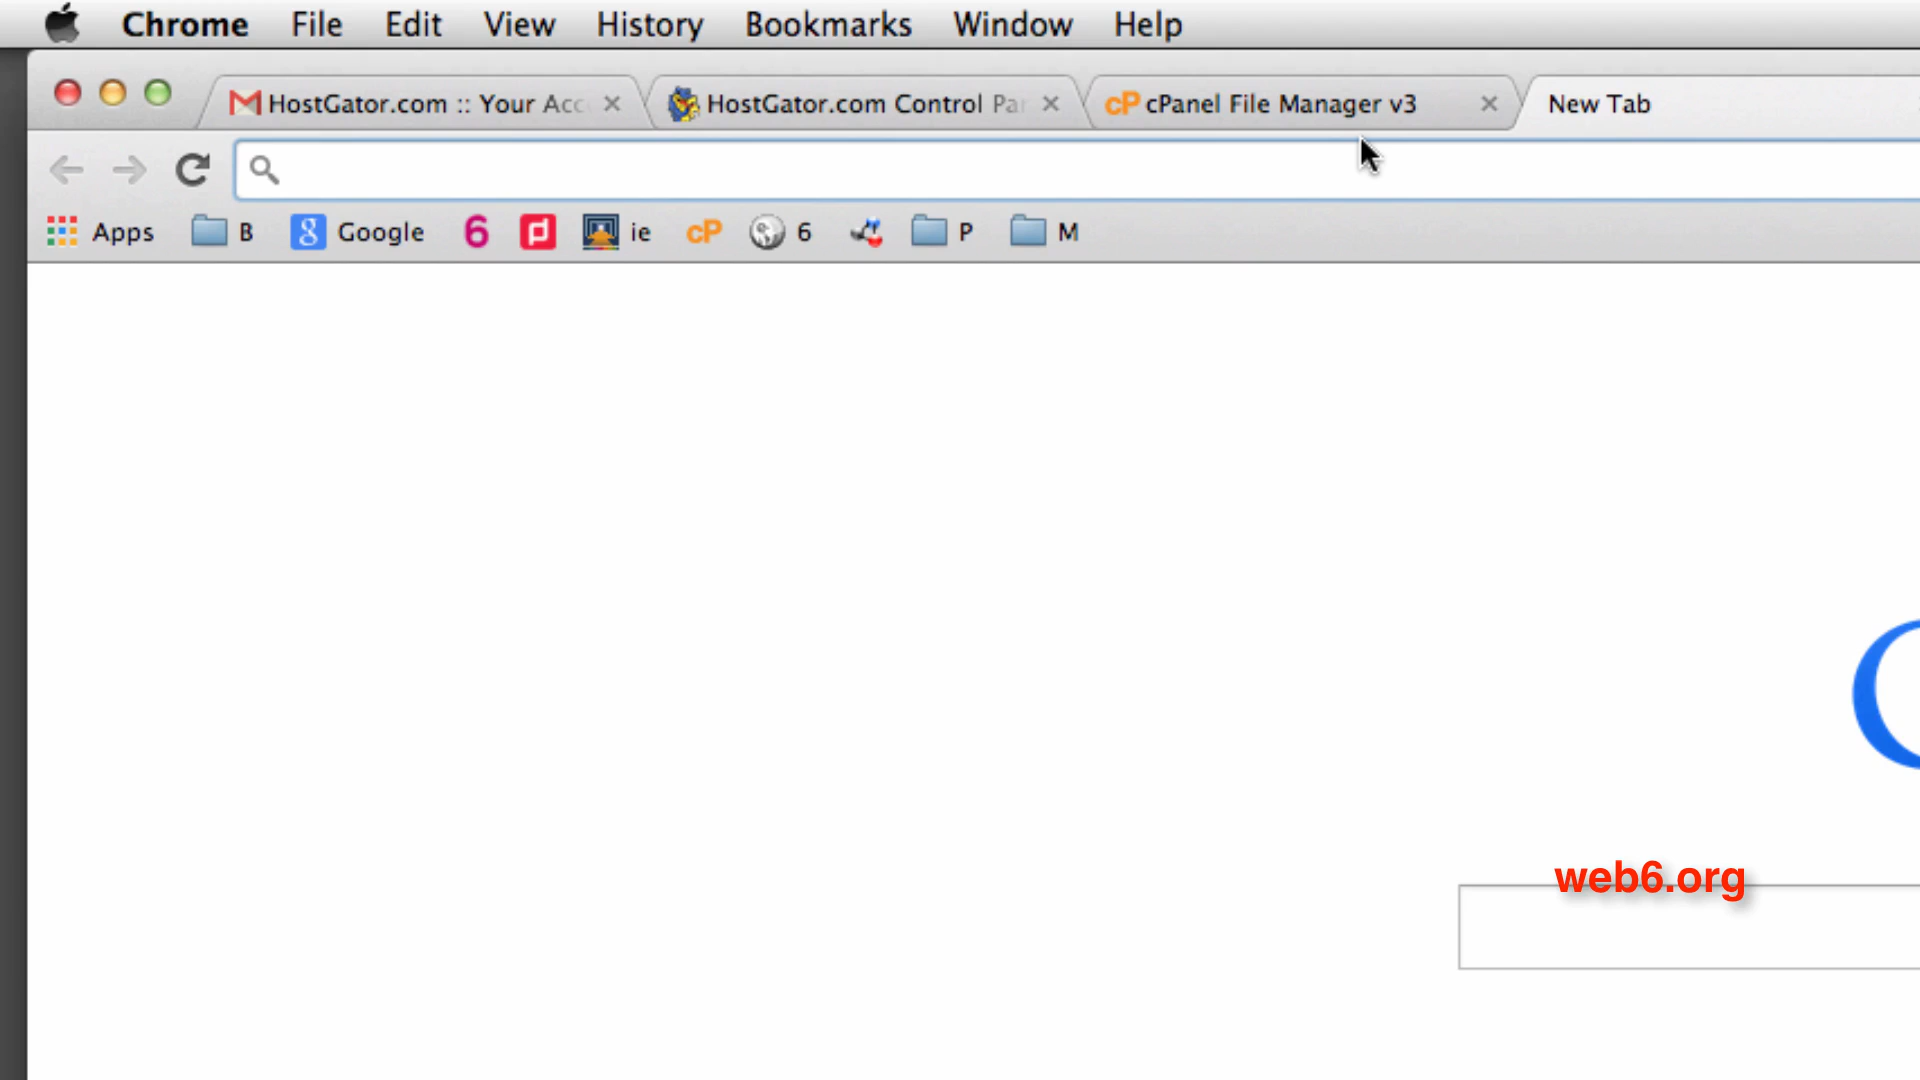 Chrome File Edit View History Bookmarks Window Help
HostGator.com :: Your Acc HostGator.com Control Pa cP cPanel File Manager v3 New Tab
Apps B g Google 6 ie cP 6 P M
web6.org